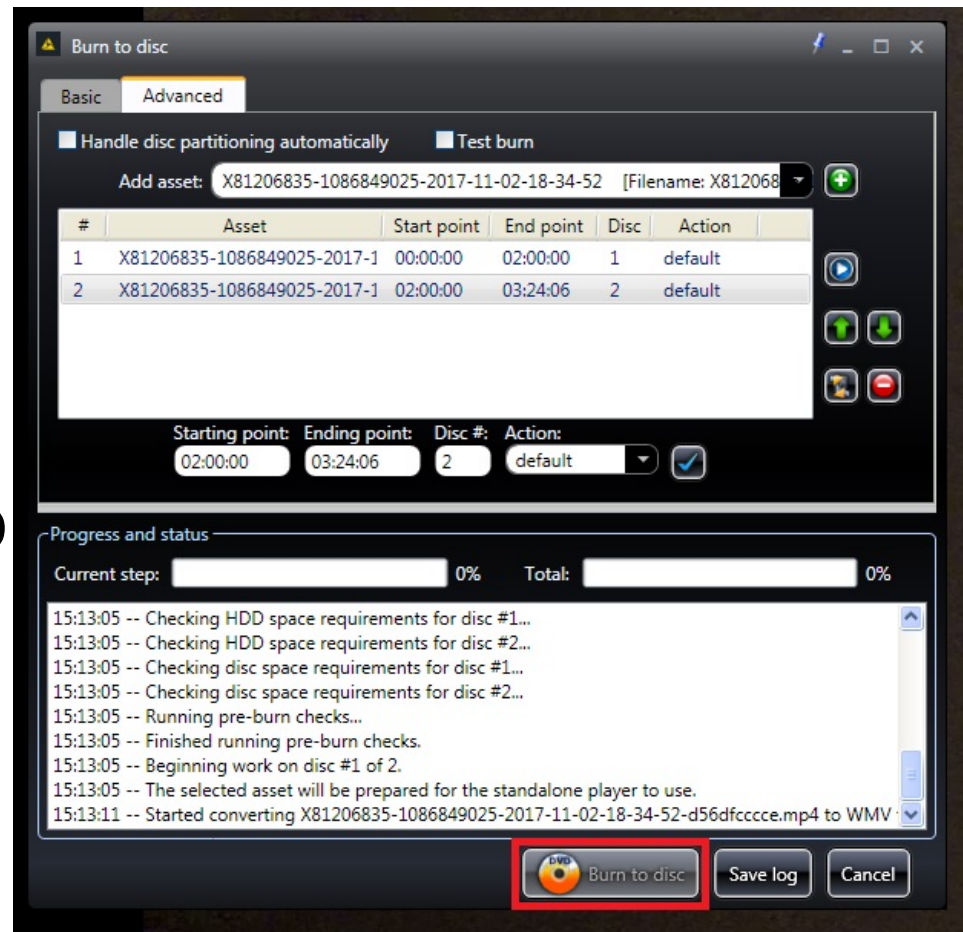 Burn to disc
Basic Advanced
Handle disc partitioning automatically Test burn
Add asset: X81206835-1086849025-2017-11-02-18-34-52 [Filename: X812068
# Asset Start point End point Disc Action
1 X81206835-1086849025-2017-1 00:00:00 02:00:00 1 default
2 X81206835-1086849025-2017-1 02:00:00 03:24:06 2 default
Starting point: Ending point: Disc #: Action:
02:00:00 03:24:06 2 default
Progress and status
Current step: 0% Total: 0%
15:13:05 -- Checking HDD space requirements for disc #1...
15:13:05 -- Checking HDD space requirements for disc #2...
15:13:05 -- Checking disc space requirements for disc #1...
15:13:05 -- Checking disc space requirements for disc #2...
15:13:05 -- Running pre-burn checks...
15:13:05 -- Finished running pre-burn checks.
15:13:05 -- Beginning work on disc #1 of 2.
15:13:05 -- The selected asset will be prepared for the standalone player to use.
15:13:11 -- Started converting X81206835-1086849025-2017-11-02-18-34-52-d56dfcccce.mp4 to WMV
DVD Burn to disc Save log Cancel